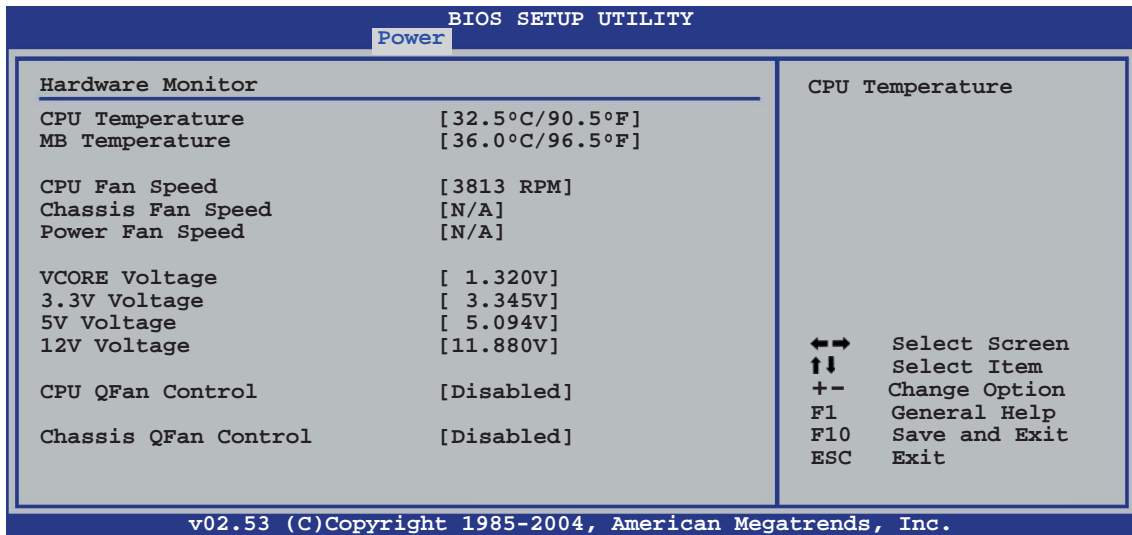 BIOS SETUP UTILITY
Power
Hardware Monitor
CPU Temperature [32.5ºC/90.5ºF]
MB Temperature [36.0ºC/96.5ºF]
CPU Fan Speed [3813 RPM]
Chassis Fan Speed [N/A]
Power Fan Speed [N/A]
VCORE Voltage [ 1.320V]
3.3V Voltage [ 3.345V]
5V Voltage [ 5.094V]
12V Voltage [11.880V]
CPU QFan Control [Disabled]
Chassis QFan Control [Disabled]
CPU Temperature
←→ Select Screen
↑↓ Select Item
+- Change Option
F1 General Help
F10 Save and Exit
ESC Exit
v02.53 (C)Copyright 1985-2004, American Megatrends, Inc.